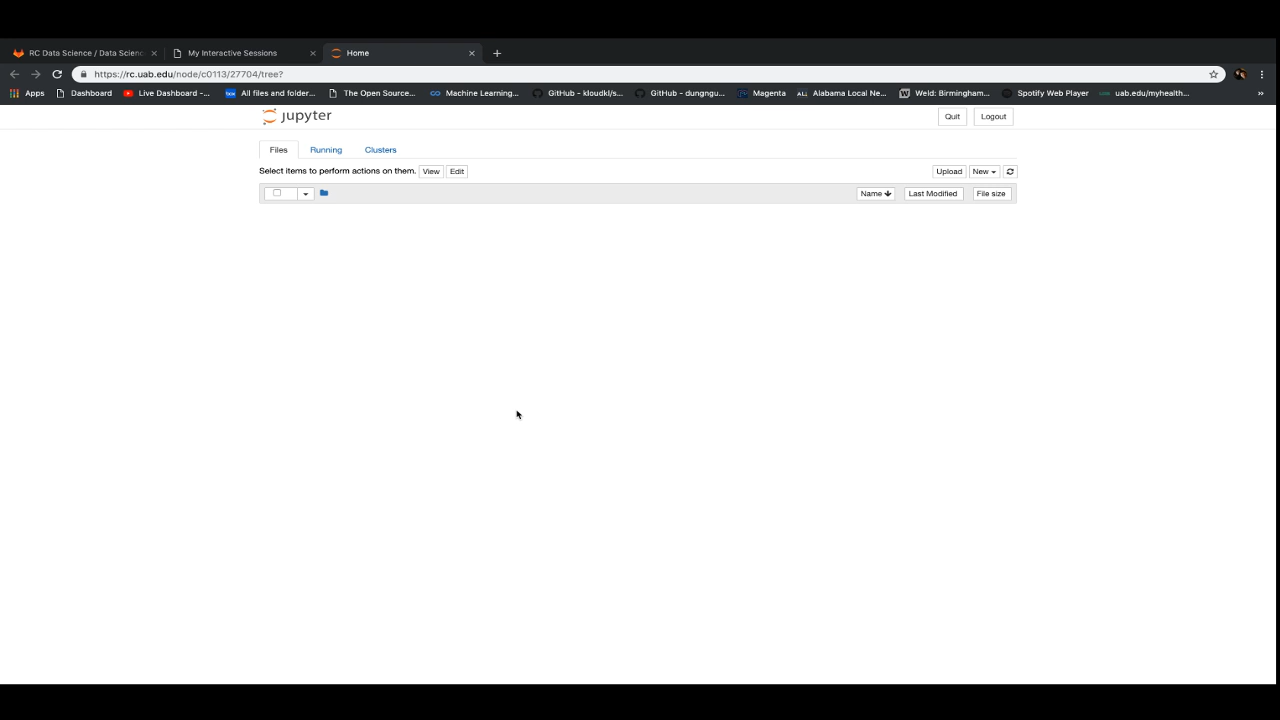 RC Data Science / Data Scienc
My Interactive Sessions
Home
https://rc.uab.edu/node/c0113/27704/tree?
Apps
Dashboard
Live Dashboard -...
All files and folder...
The Open Source...
Machine Learning...
GitHub - kloudkl/s...
GitHub - dungngu...
Magenta
ALL
Alabama Local Ne...
Weld: Birmingham...
Spotify Web Player
uab.edu/myhealth...
»
jupyter
Quit
Logout
Files
Running
Clusters
Select items to perform actions on them.
View
Edit
Upload
New
Name
Last Modified
File size